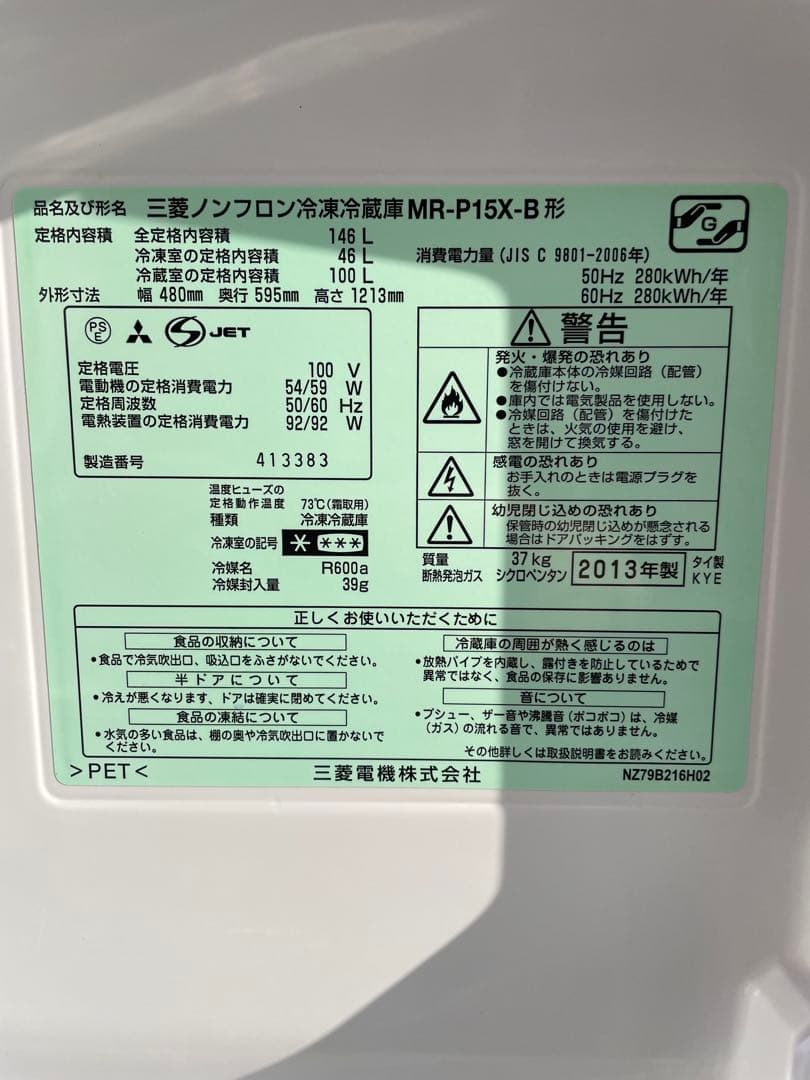 品名及び形名 三菱ノンフロン冷凍冷蔵庫 MR-P15X-B 形
定格内容積 全定格内容積 146 L
冷凍室の定格内容積 46 L
冷蔵室の定格内容積 100 L
外形寸法 幅 480mm 奥行 595mm 高さ 1213mm
G
消費電力量 (JIS C 9801-2006年)
50Hz 280kWh/年
60Hz 280kWh/年
PSE S JET
定格電圧 100 V
電動機の定格消費電力 54/59 W
定格周波数 50/60 Hz
電熱装置の定格消費電力 92/92 W
製造番号 413383
温度ヒューズの
定格動作温度 73℃(霜取用)
種類 冷凍冷蔵庫
冷凍室の記号 * ***
冷媒名 R600a
冷媒封入量 39g
警告
発火・爆発の恐れあり
●冷蔵庫本体の冷媒回路(配管)
を傷付けない。
●庫内では電気製品を使用しない。
●冷媒回路(配管)を傷付けた
ときは、火気の使用を避け、
窓を開けて換気する。
感電の恐れあり
お手入れのときは電源プラグを
抜く。
幼児閉じ込めの恐れあり
保管時の幼児閉じ込めが懸念される
場合はドアパッキングをはずす。
質量 37kg
断熱発泡ガス シクロペンタン
2013年製
タイ製
KYE
正しくお使いいただくために
食品の収納について
•食品で冷気吹出口、吸込口をふさがないでください。
半ドアについて
•冷えが悪くなります、ドアは確実に閉めてください。
食品の凍結について
•水気の多い食品は、棚の奥や冷気吹出口に置かないで
ください。
冷蔵庫の周囲が熱く感じるのは
•放熱パイプを内蔵し、露付きを防止しているためで
異常ではなく、食品の保存に影響ありません。
音について
•プシュー、ザー音や沸騰音(ポコポコ)は、冷媒
(ガス)の流れる音で、異常ではありません。
その他詳しくは取扱説明書をお読みください。
>PET<
三菱電機株式会社
NZ79B216H02